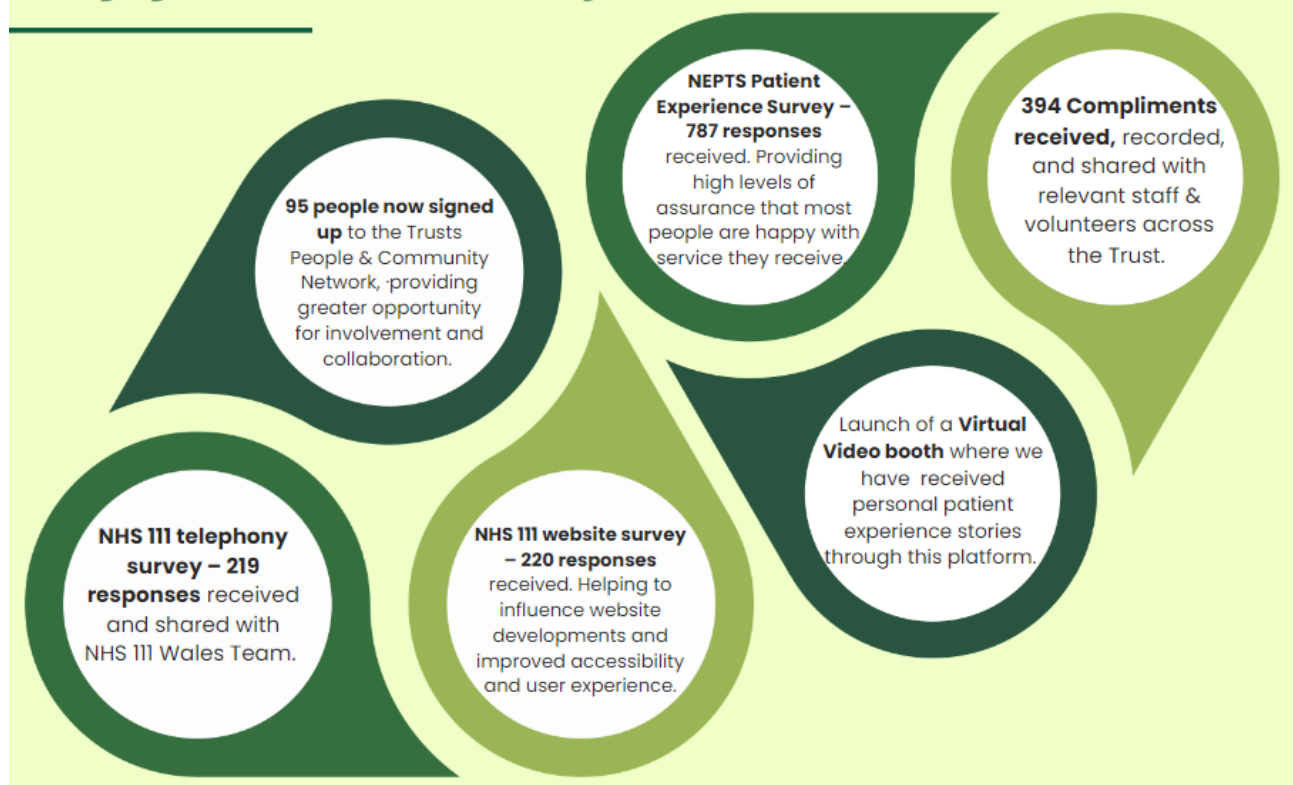 NHS 111 telephony
survey – 219
responses received
and shared with
NHS 111 Wales Team.
95 people now signed
up to the Trusts
People & Community
Network, ·providing
greater opportunity
for involvement and
collaboration.
NHS 111 website survey
– 220 responses
received. Helping to
influence website
developments and
improved accessibility
and user experience.
NEPTS Patient
Experience Survey –
787 responses
received. Providing
high levels of
assurance that most
people are happy with
service they receive.
Launch of a Virtual
Video booth where we
have received
personal patient
experience stories
through this platform.
394 Compliments
received, recorded,
and shared with
relevant staff &
volunteers across
the Trust.